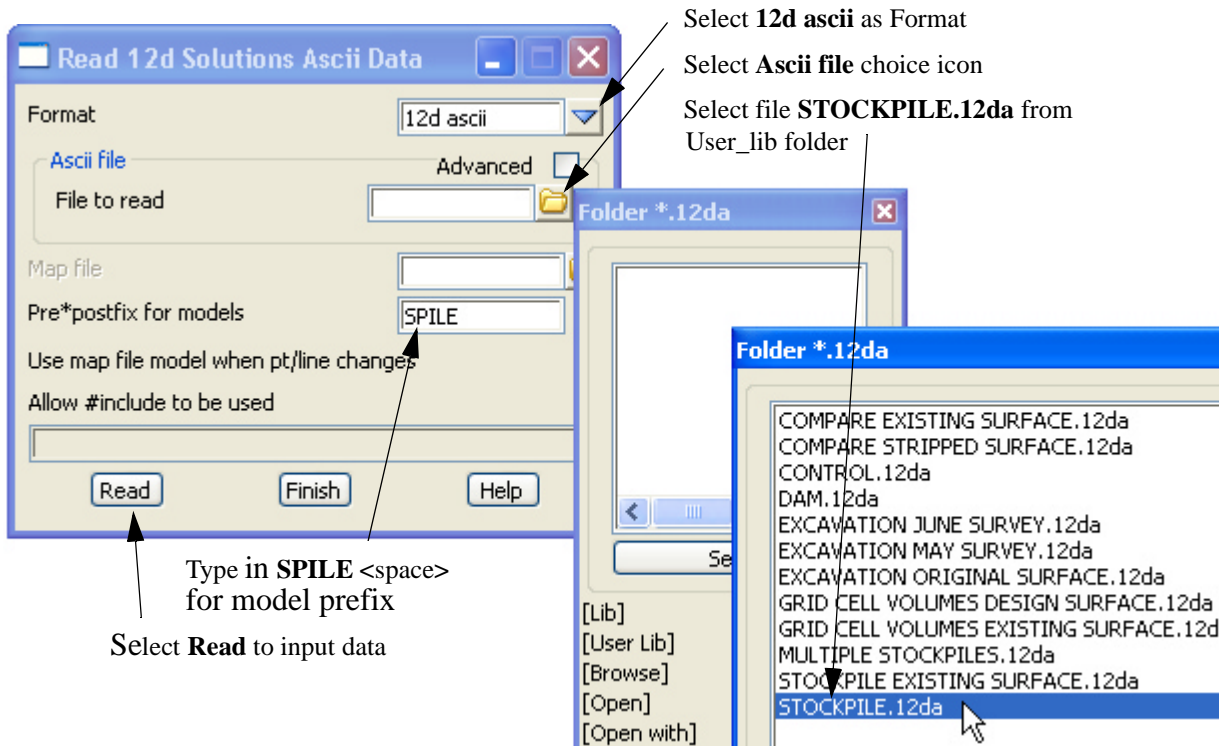 Select 12d ascii as Format
Select Ascii file choice icon
Select file STOCKPILE.12da from
User_lib folder
Read 12d Solutions Ascii Data
Format
12d ascii
Ascii file
Advanced
File to read
Map file
Pre*postfix for models
SPILE
Use map file model when pt/line changes
Allow #include to be used
Read
Finish
Help
Type in SPILE <space>
for model prefix
Select Read to input data
Folder *.12da
Se
[Lib]
[User Lib]
[Browse]
[Open]
[Open with]
Folder *.12da
COMPARE EXISTING SURFACE.12da
COMPARE STRIPPED SURFACE.12da
CONTROL.12da
DAM.12da
EXCAVATION JUNE SURVEY.12da
EXCAVATION MAY SURVEY.12da
EXCAVATION ORIGINAL SURFACE.12da
GRID CELL VOLUMES DESIGN SURFACE.12da
GRID CELL VOLUMES EXISTING SURFACE.12d
MULTIPLE STOCKPILES.12da
STOCKPILE EXISTING SURFACE.12da
STOCKPILE.12da